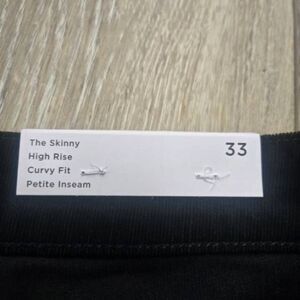 The Skinny
High Rise
Curvy Fit
Petite Inseam
33